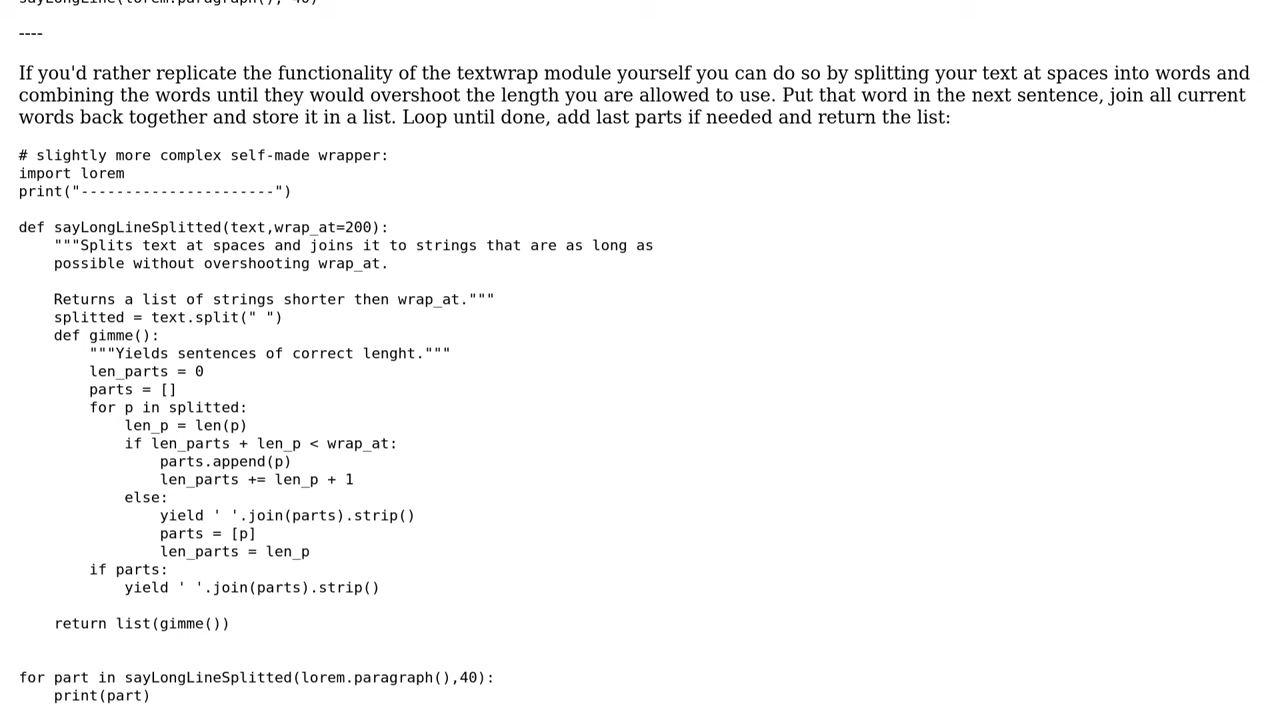 sayLongLine(lorem.paragraph(), 40)
----
If you'd rather replicate the functionality of the textwrap module yourself you can do so by splitting your text at spaces into words and
combining the words until they would overshoot the length you are allowed to use. Put that word in the next sentence, join all current
words back together and store it in a list. Loop until done, add last parts if needed and return the list:
# slightly more complex self-made wrapper:
import lorem
print("----------------------")
def sayLongLineSplitted(text,wrap_at=200):
    """Splits text at spaces and joins it to strings that are as long as
    possible without overshooting wrap_at.
    Returns a list of strings shorter then wrap_at."""
    splitted = text.split(" ")
    def gimme():
        """Yields sentences of correct lenght."""
        len_parts = 0
        parts = []
        for p in splitted:
            len_p = len(p)
            if len_parts + len_p < wrap_at:
                parts.append(p)
                len_parts += len_p + 1
            else:
                yield ' '.join(parts).strip()
                parts = [p]
                len_parts = len_p
        if parts:
            yield ' '.join(parts).strip()
    return list(gimme())
for part in sayLongLineSplitted(lorem.paragraph(),40):
    print(part)